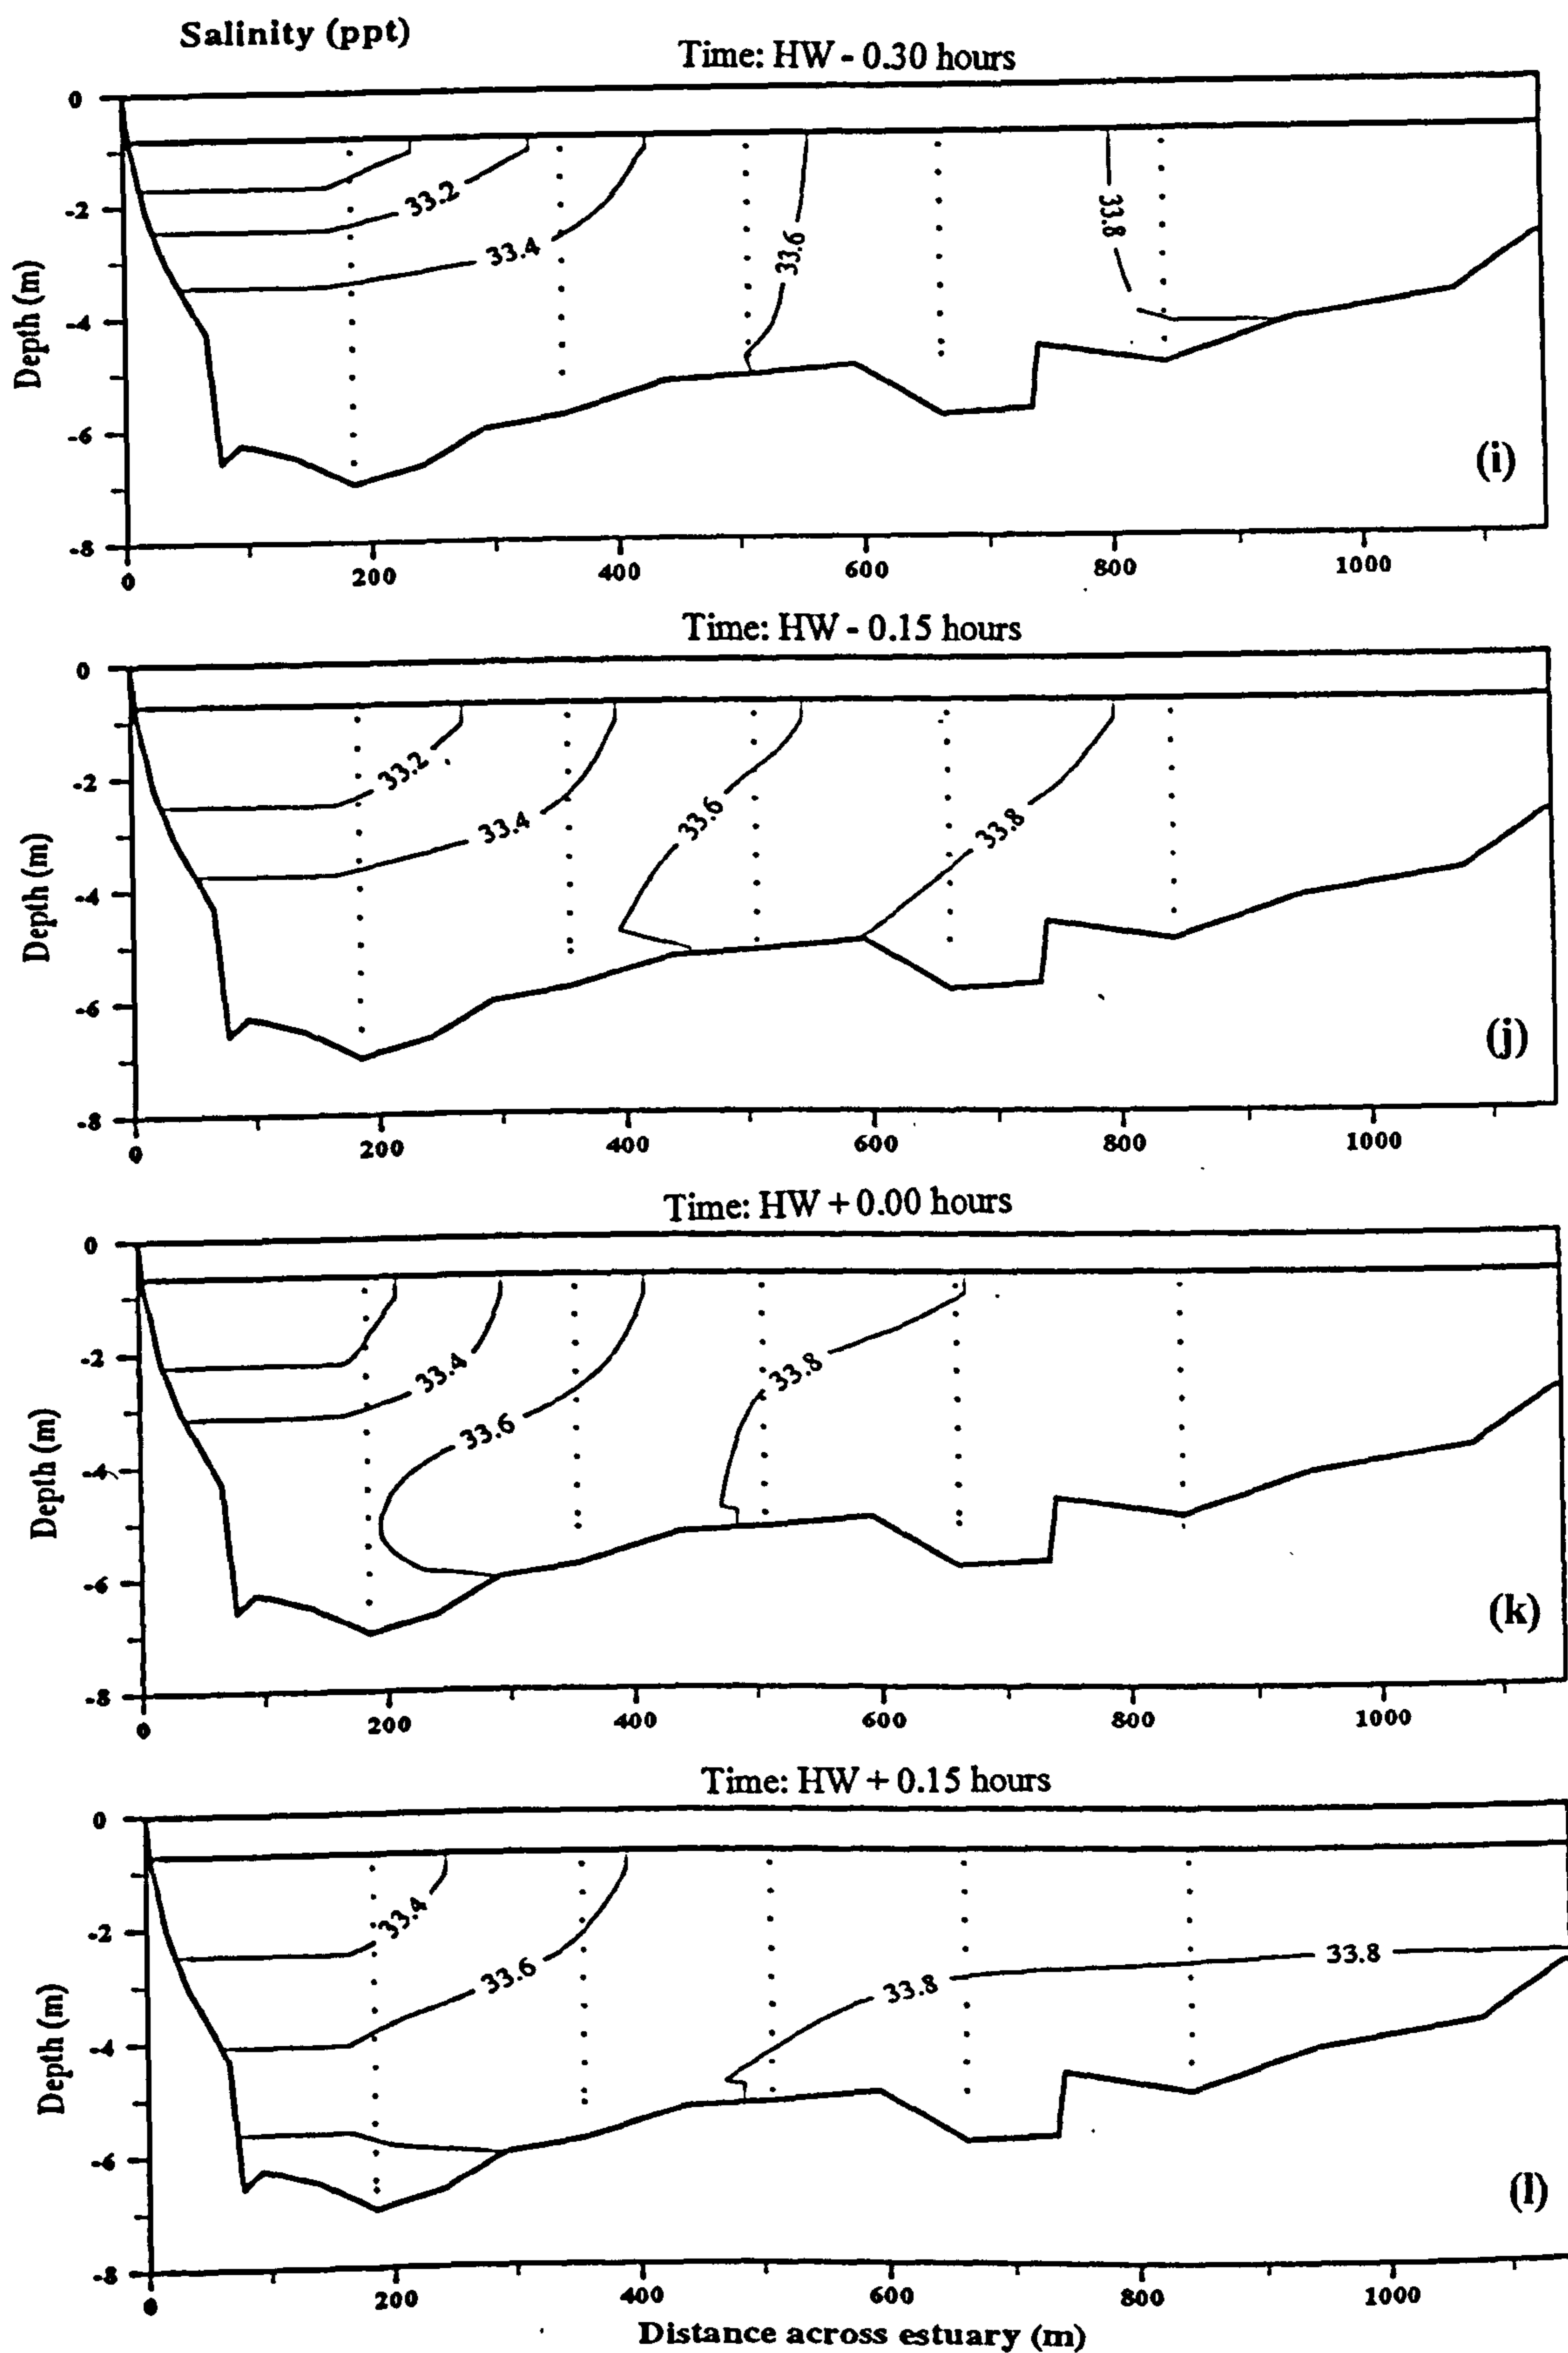 Salinity (ppt)
Time: HW - 0.30 hours
0
-2
-4
-6
-8
Depth (m)
33.2
33.4
33.6
33.8
(i)
0 200 400 600 800 1000
Time: HW - 0.15 hours
0
-2
-4
-6
-8
Depth (m)
33.2
33.4
33.6
33.8
(j)
0 200 400 600 800 1000
Time: HW + 0.00 hours
0
-2
-4
-6
-8
Depth (m)
33.4
33.6
33.8
(k)
0 200 400 600 800 1000
Time: HW + 0.15 hours
0
-2
-4
-6
-8
Depth (m)
33.4
33.6
33.8
33.8
(l)
0 200 400 600 800 1000
Distance across estuary (m)